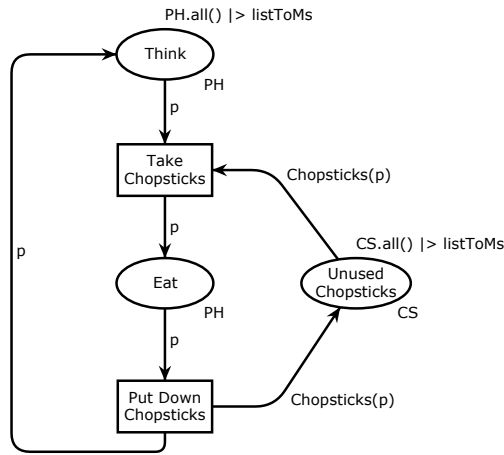 PH.all() |> listToMs
Think
PH
p
Take
Chopsticks
Chopsticks(p)
p
p
CS.all() |> listToMs
Eat
Unused
Chopsticks
PH
CS
p
Put Down
Chopsticks
Chopsticks(p)